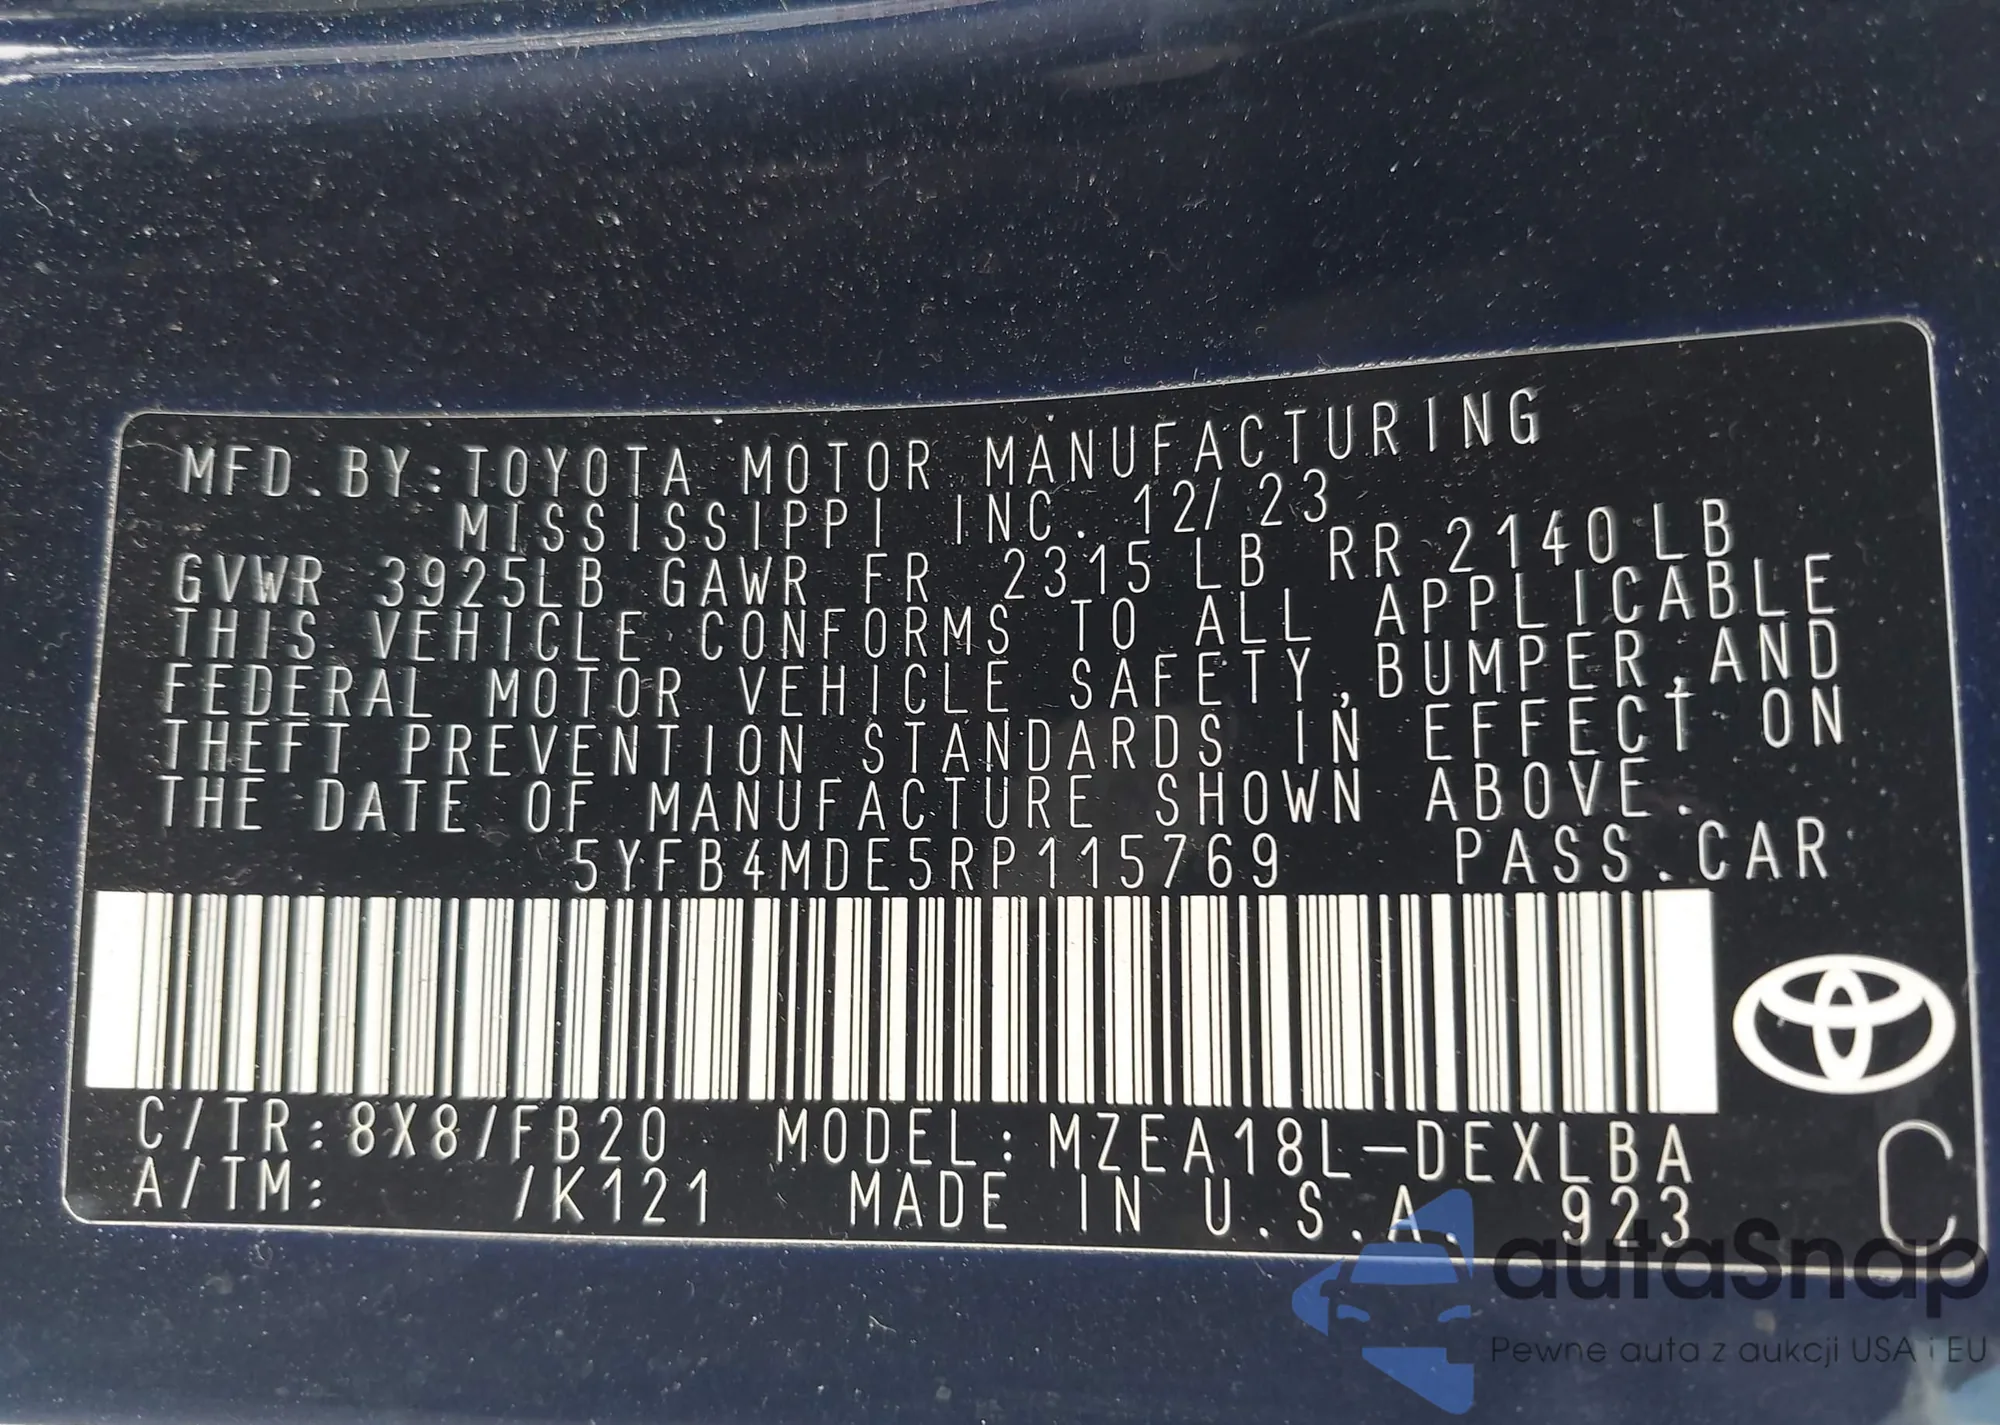 MFD.BY:TOYOTA MOTOR MANUFACTURING
MISSISSIPPI INC. 12/23
GVWR 3925LB GAWR FR 2315LB RR 2140LB
THIS VEHICLE CONFORMS TO ALL APPLICABLE
FEDERAL MOTOR VEHICLE SAFETY,BUMPER,AND
THEFT PREVENTION STANDARDS IN EFFECT ON
THE DATE OF MANUFACTURE SHOWN ABOVE.
5YFB4MDE5RP115769 PASS.CAR
C/TR:8X8/FB20 MODEL:MZEA18L-DEXLBA
A/TM: /K121 MADE IN U.S.A. 923
C
autaSnap
Pewne auta z aukcji USA i EU